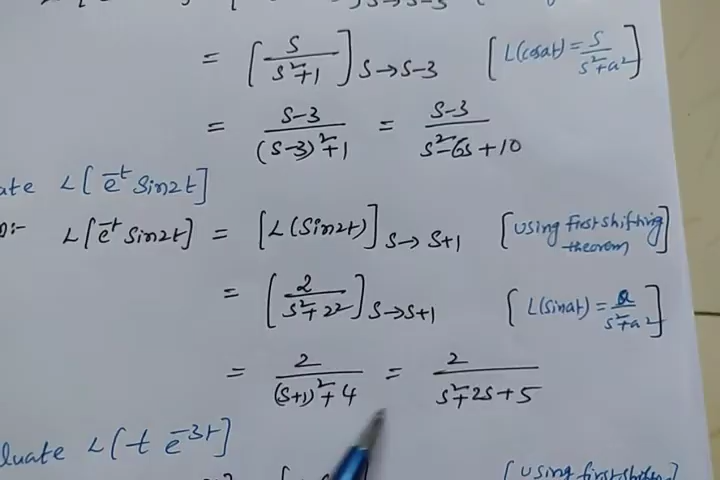 = [s/(s²+1)] s→s-3 [L(cosat) = s/(s²+a²)]
= (s-3)/((s-3)²+1) = (s-3)/(s²-6s+10)
ate L[e^-t sin2t]
L[e^-t sin2t] = [L(sin2t)] s→s+1 [using first shifting theorem]
= [2/(s²+2²)] s→s+1 [L(sinat) = a/(s²+a²)]
= 2/((s+1)²+4) = 2/(s²+2s+5)
luate L[t e^-3t]
[using first shifting